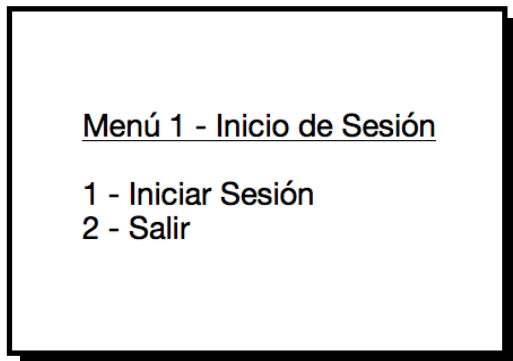 Menú 1 - Inicio de Sesión
1 - Iniciar Sesión
2 - Salir